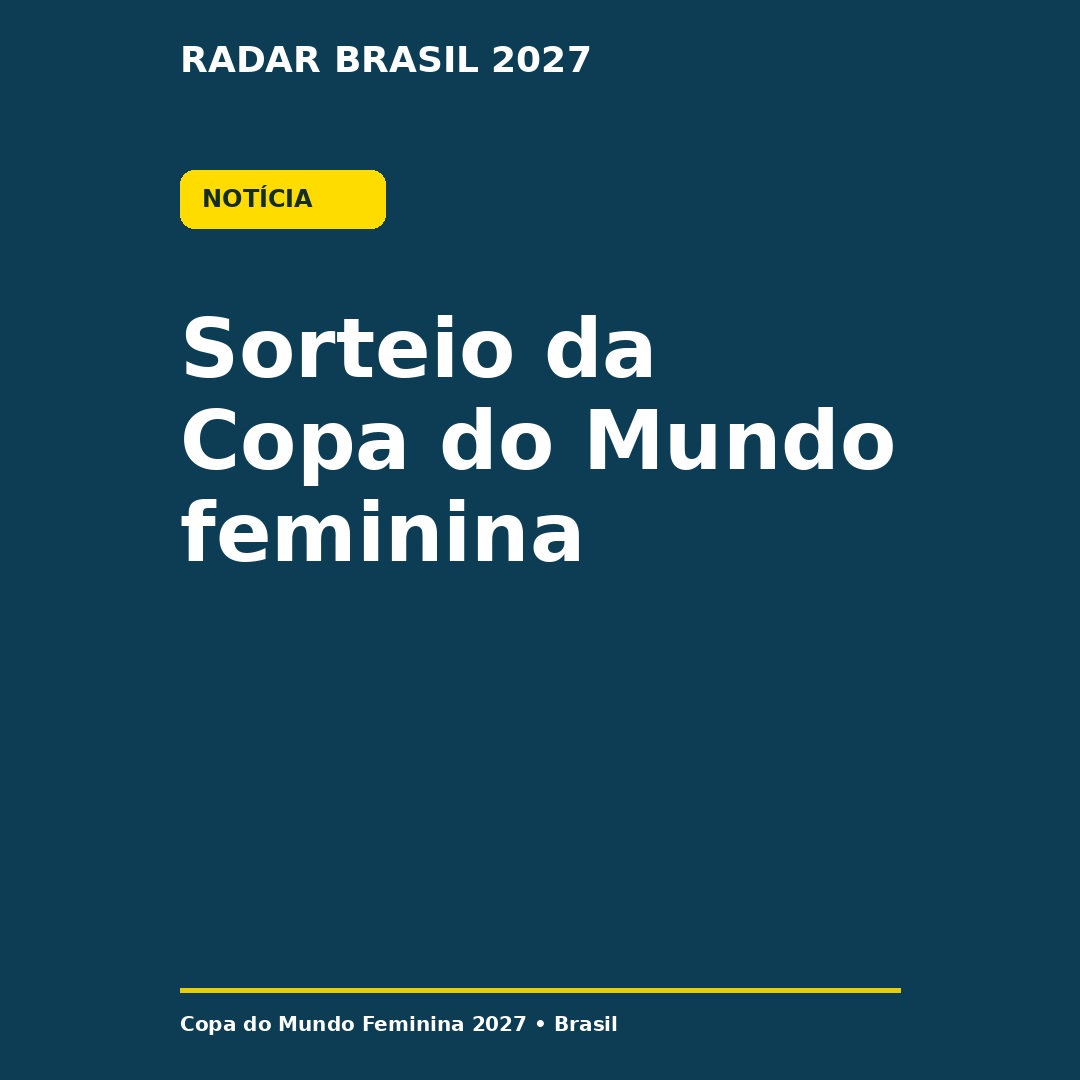 RADAR BRASIL 2027
NOTÍCIA
Sorteio da
Copa do Mundo
feminina
Copa do Mundo Feminina 2027 • Brasil